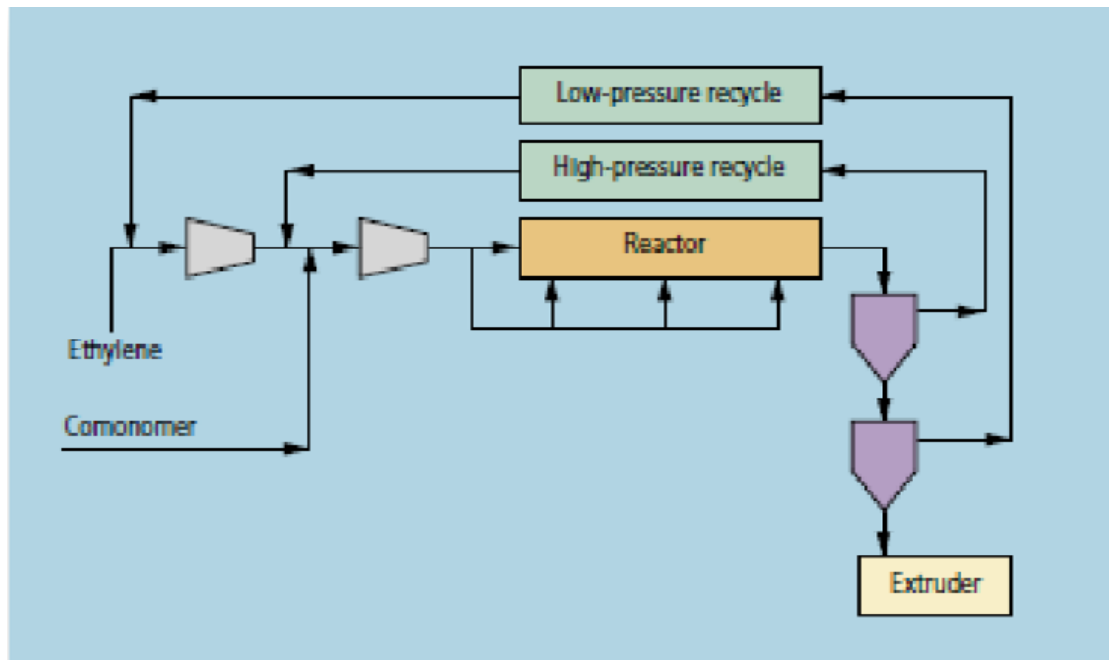 Low-pressure recycle
High-pressure recycle
Reactor
Ethylene
Comonomer
Extruder